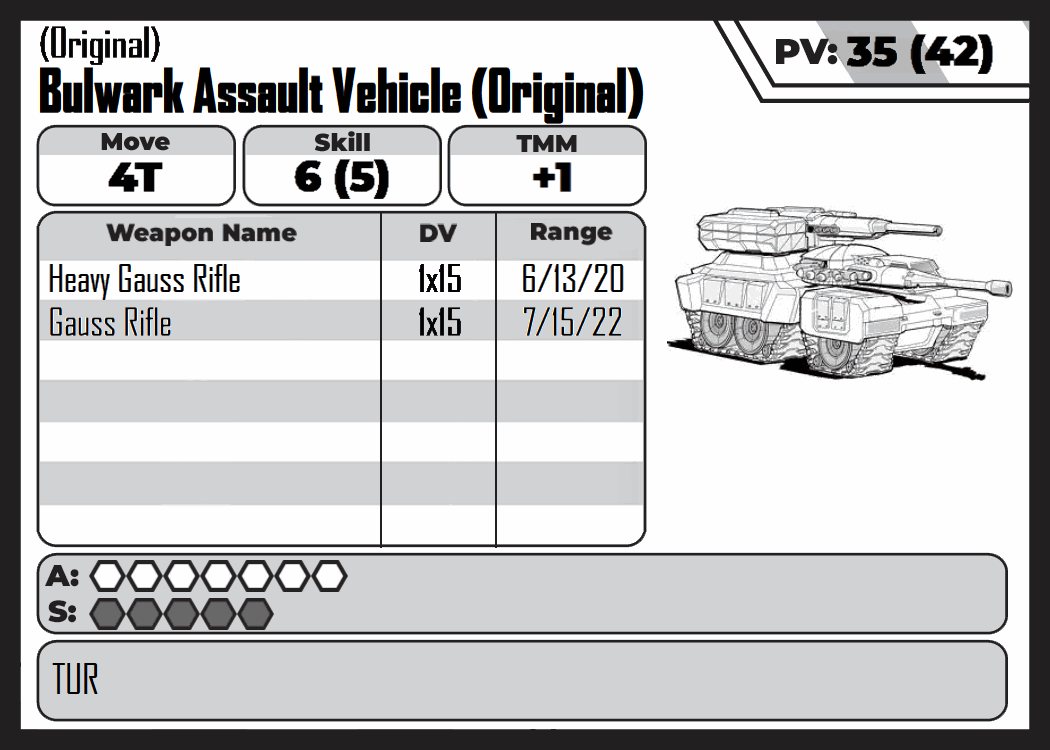 (Original)
Bulwark Assault Vehicle (Original)
PV: 35 (42)
Move
4T
Skill
6 (5)
TMM
+1
Weapon Name DV Range
Heavy Gauss Rifle 1x15 6/13/20
Gauss Rifle 1x15 7/15/22
A:
S:
TUR